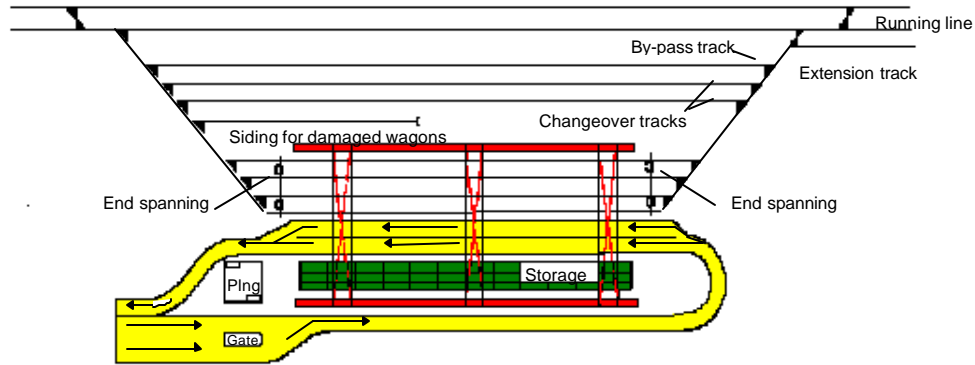 Running line
By-pass track
Extension track
Changeover tracks
Siding for damaged wagons
End spanning
End spanning
Storage
Plng
Gate